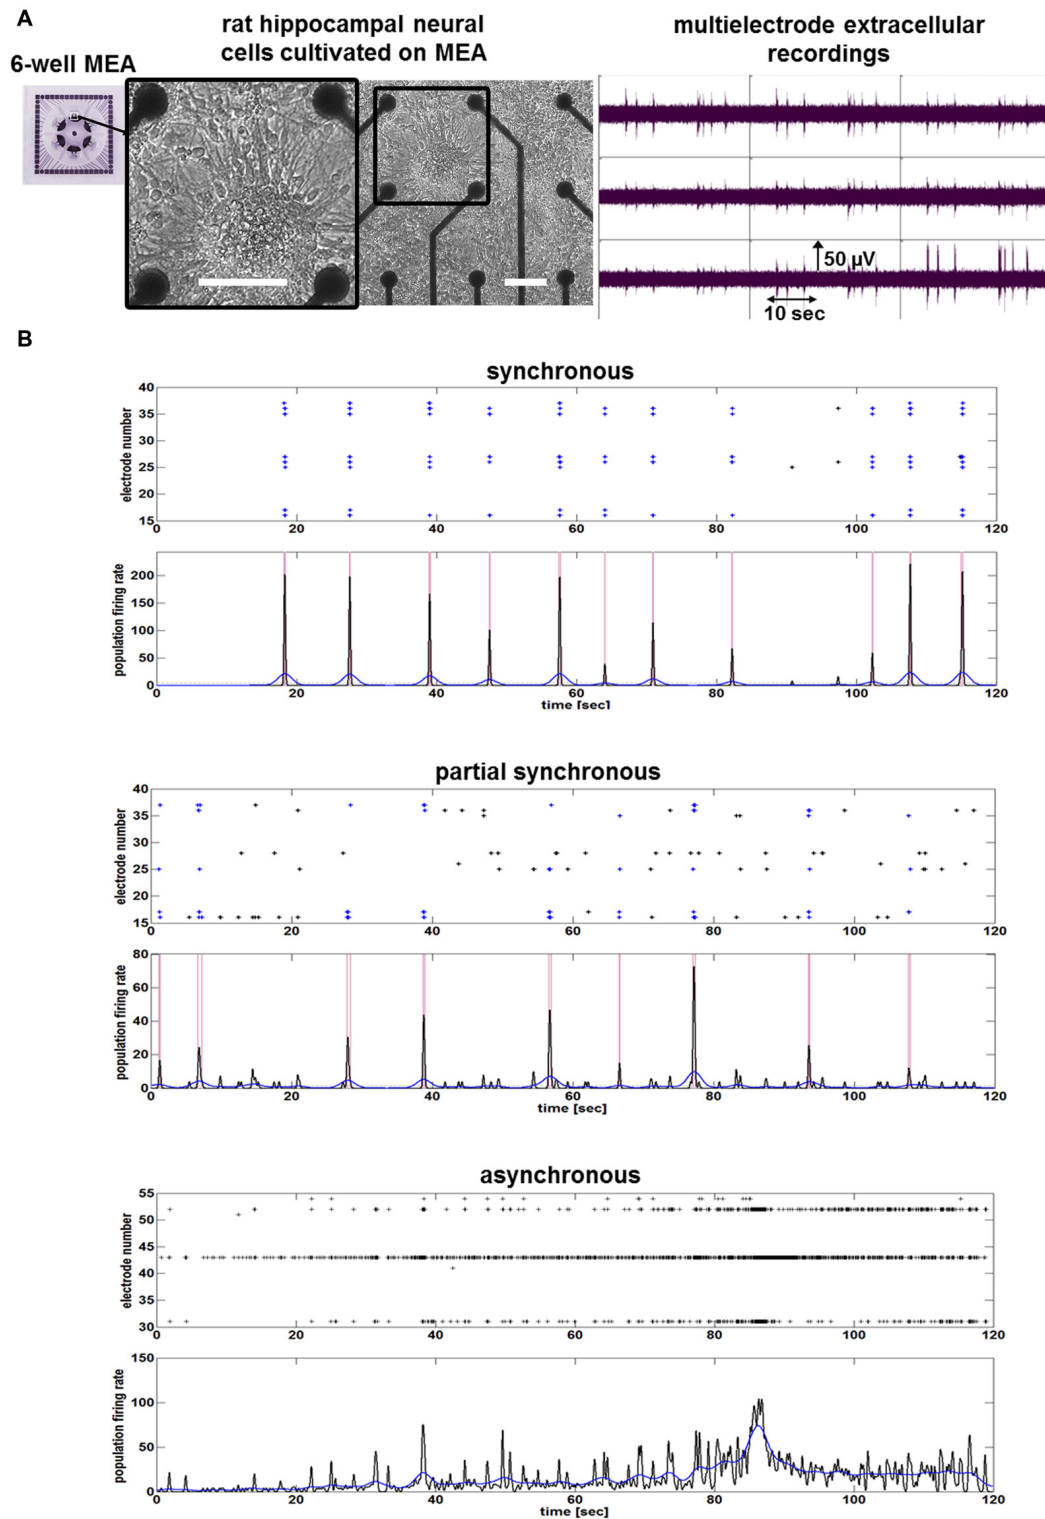 A
rat hippocampal neural
cells cultivated on MEA
multielectrode extracellular
recordings
6-well MEA
50 µV
10 sec
B
synchronous
electrode number
40
35
30
25
20
15
0 20 40 60 80 100 120
population firing rate
200
150
100
50
0
0 20 40 60 80 100 120
time [sec]
partial synchronous
electrode number
40
35
30
25
20
15
0 20 40 60 80 100 120
population firing rate
80
60
40
20
0
0 20 40 60 80 100 120
time [sec]
asynchronous
electrode number
55
50
45
40
35
30
0 20 40 60 80 100 120
population firing rate
150
100
50
0
0 20 40 60 80 100 120
time [sec]